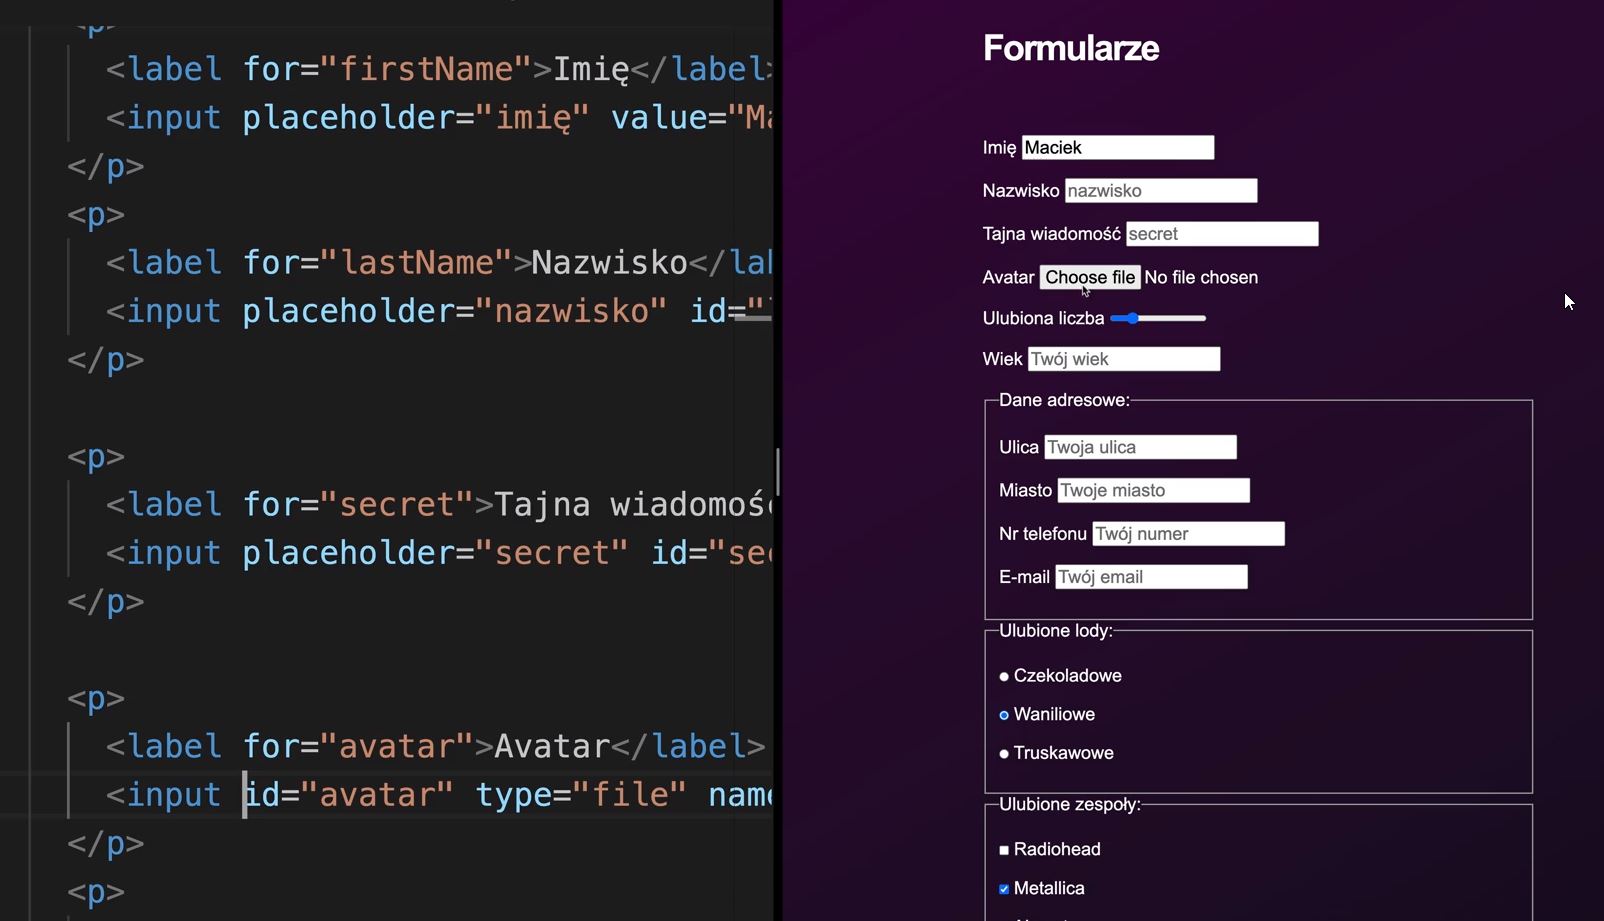 <p>
<label for="firstName">Imię</label>
<input placeholder="imię" value="Ma
</p>
<p>
<label for="lastName">Nazwisko</lab
<input placeholder="nazwisko" id="l
</p>
<p>
<label for="secret">Tajna wiadomość
<input placeholder="secret" id="sec
</p>
<p>
<label for="avatar">Avatar</label>
<input id="avatar" type="file" name
</p>
<p>
Formularze
Imię Maciek
Nazwisko nazwisko
Tajna wiadomość secret
Avatar Choose file No file chosen
Ulubiona liczba
Wiek Twój wiek
Dane adresowe:
Ulica Twoja ulica
Miasto Twoje miasto
Nr telefonu Twój numer
E-mail Twój email
Ulubione lody:
Czekoladowe
Waniliowe
Truskawowe
Ulubione zespoły:
Radiohead
Metallica